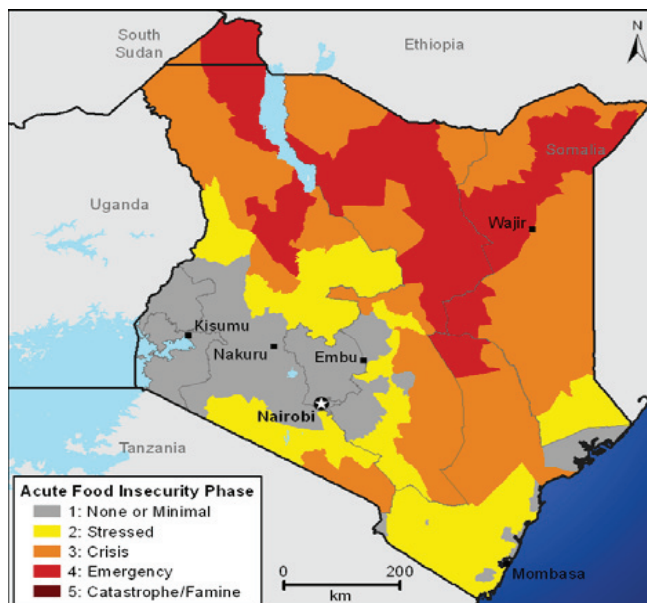 South
Sudan
Ethiopia
N
Somalia
Uganda
Wajir
Kisumu
Nakuru
Embu
Nairobi
Tanzania
Acute Food Insecurity Phase
1: None or Minimal
2: Stressed
3: Crisis
4: Emergency
5: Catastrophe/Famine
0 200
km
Mombasa